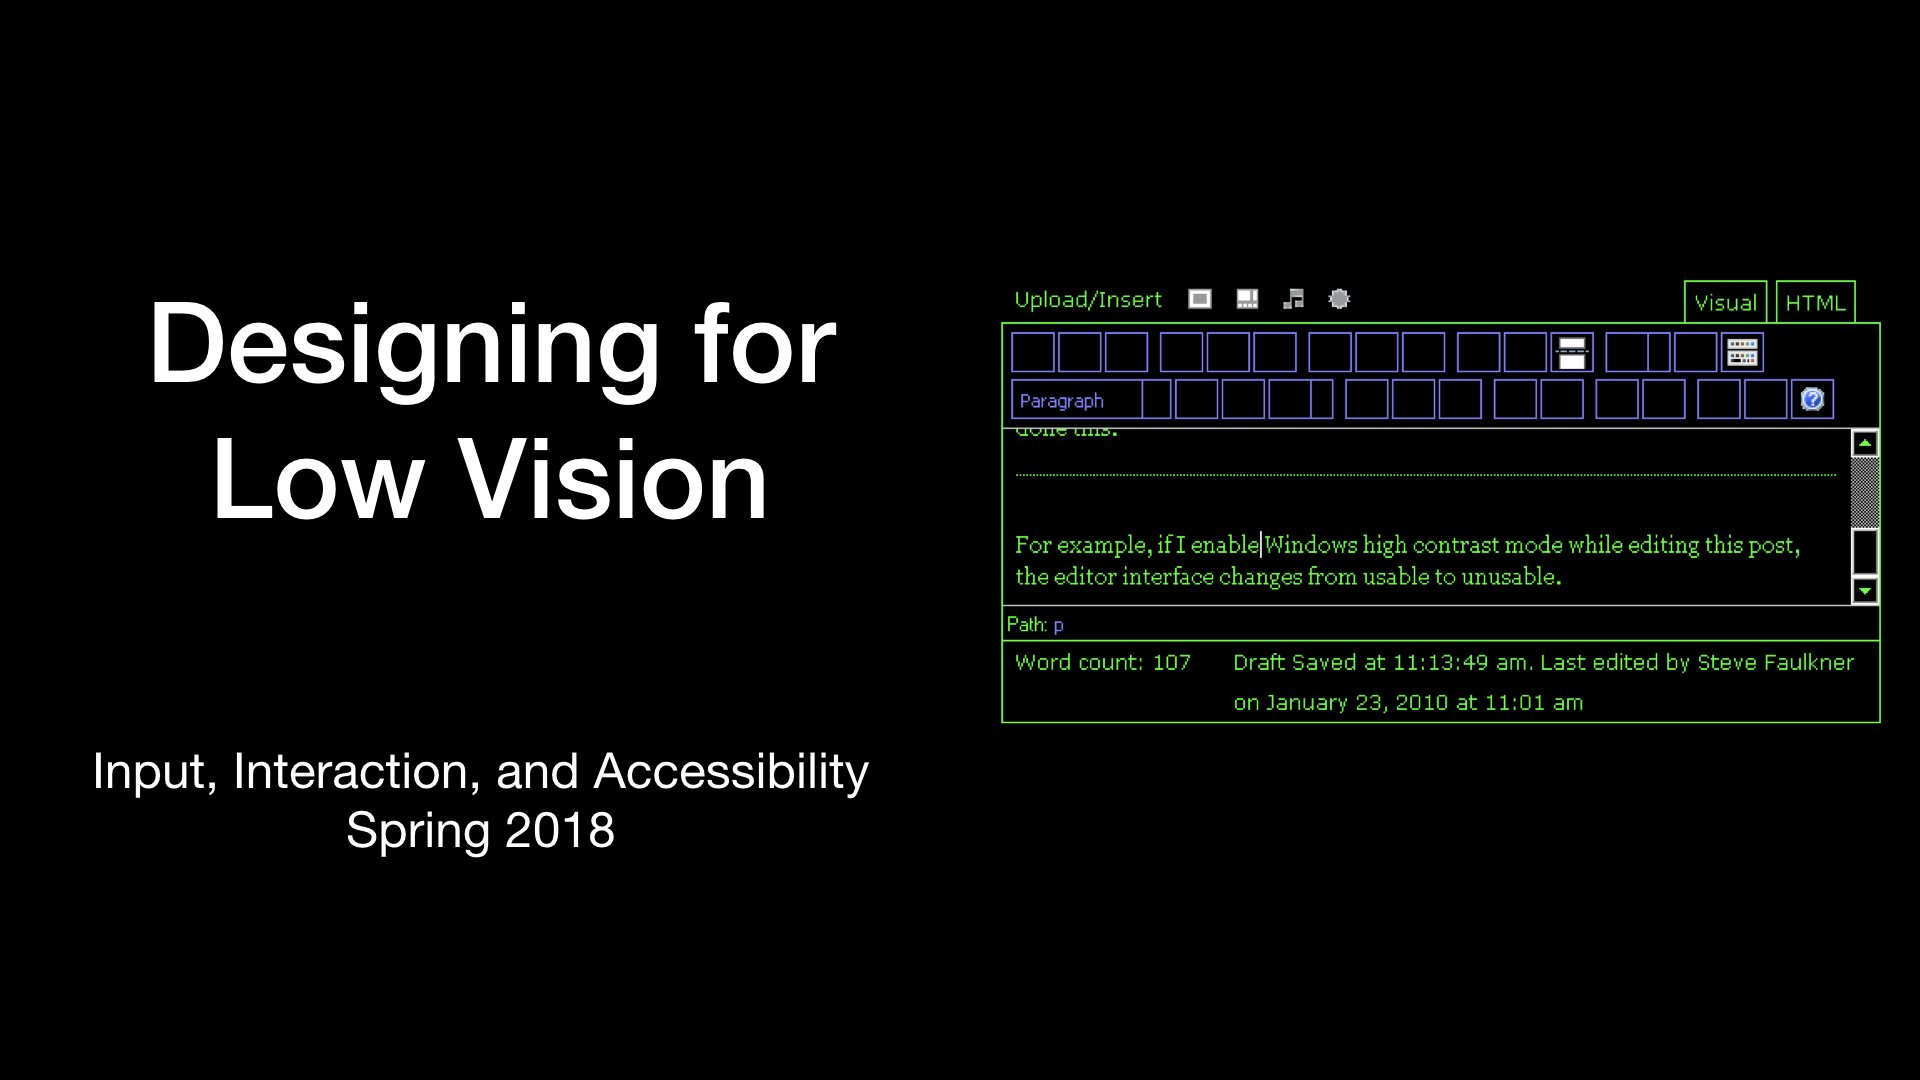 Designing for
Low Vision
Input, Interaction, and Accessibility
Spring 2018
Upload/Insert
Visual
HTML
Paragraph
done this.
For example, if I enable Windows high contrast mode while editing this post,
the editor interface changes from usable to unusable.
Path: p
Word count: 107
Draft Saved at 11:13:49 am. Last edited by Steve Faulkner
on January 23, 2010 at 11:01 am